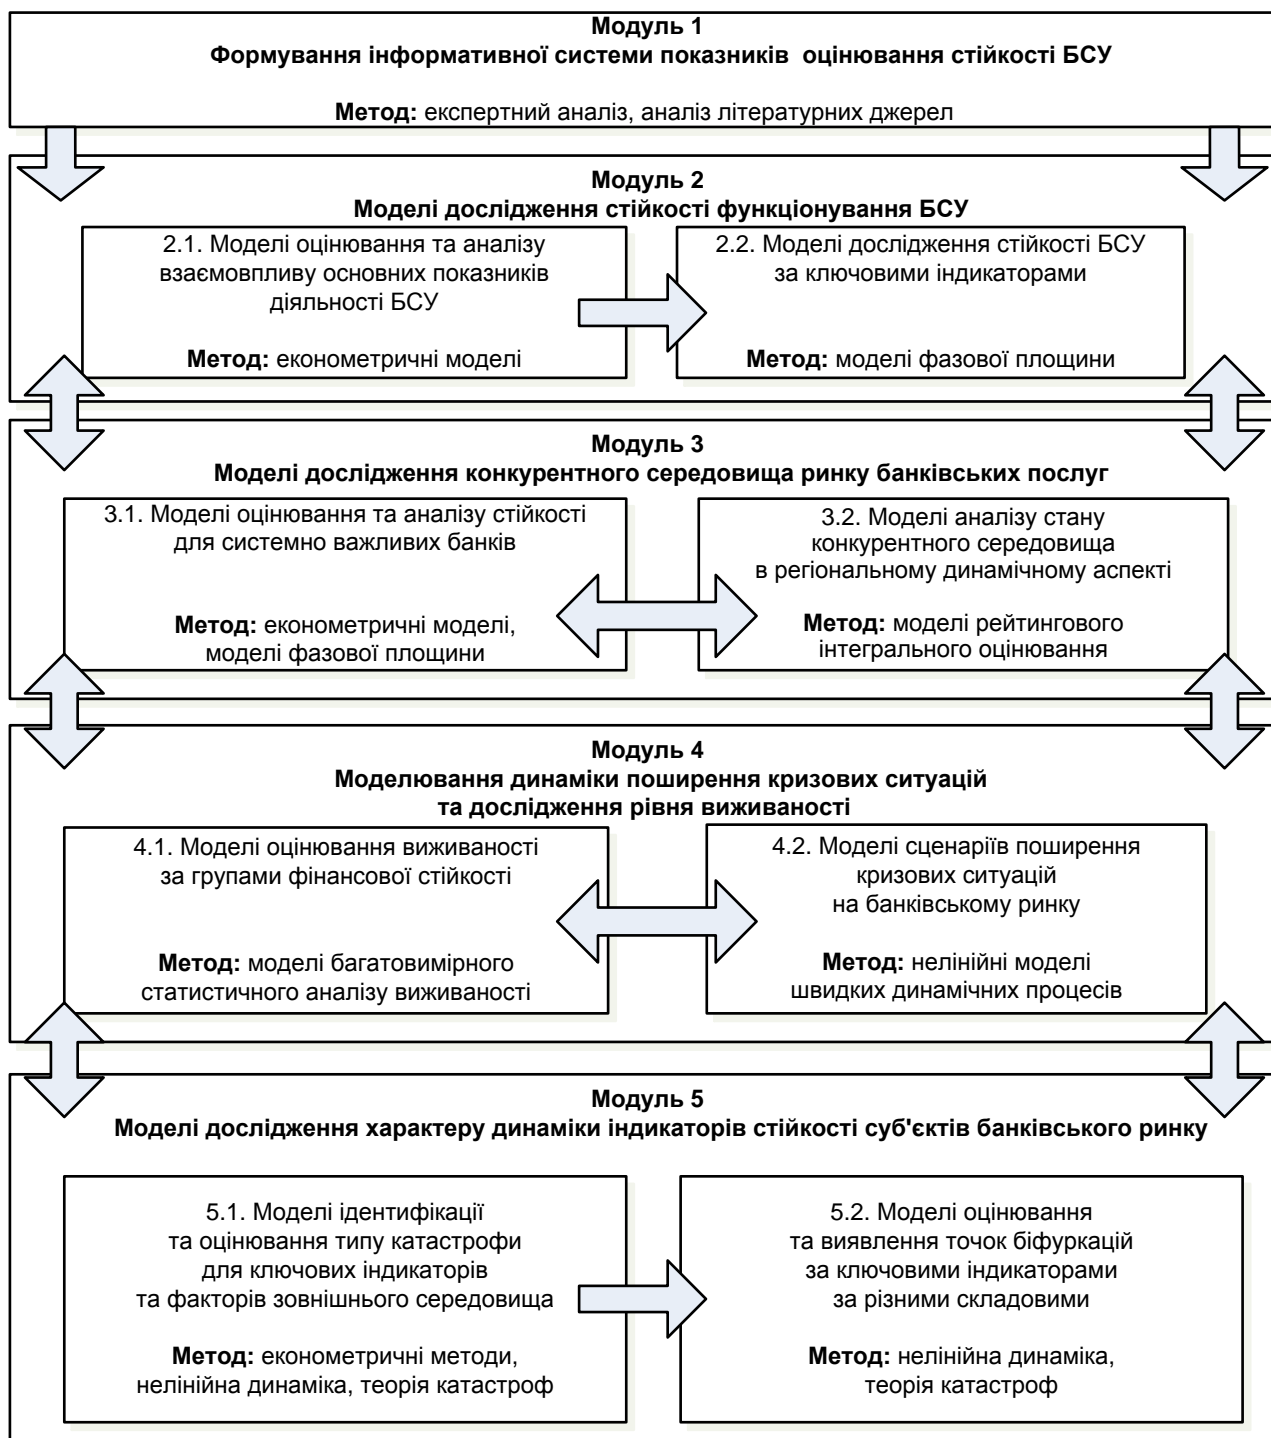 Модуль 1
Формування інформативної системи показників оцінювання стійкості БСУ
Метод: експертний аналіз, аналіз літературних джерел
Модуль 2
Моделі дослідження стійкості функціонування БСУ
2.1. Моделі оцінювання та аналізу
взаємовпливу основних показників
діяльності БСУ
Метод: економетричні моделі
2.2. Моделі дослідження стійкості БСУ
за ключовими індикаторами
Метод: моделі фазової площини
Модуль 3
Моделі дослідження конкурентного середовища ринку банківських послуг
3.1. Моделі оцінювання та аналізу стійкості
для системно важливих банків
Метод: економетричні моделі,
моделі фазової площини
3.2. Моделі аналізу стану
конкурентного середовища
в регіональному динамічному аспекті
Метод: моделі рейтингового
інтегрального оцінювання
Модуль 4
Моделювання динаміки поширення кризових ситуацій
та дослідження рівня виживаності
4.1. Моделі оцінювання виживаності
за групами фінансової стійкості
Метод: моделі багатовимірного
статистичного аналізу виживаності
4.2. Моделі сценаріїв поширення
кризових ситуацій
на банківському ринку
Метод: нелінійні моделі
швидких динамічних процесів
Модуль 5
Моделі дослідження характеру динаміки індикаторів стійкості суб'єктів банківського ринку
5.1. Моделі ідентифікації
та оцінювання типу катастрофи
для ключових індикаторів
та факторів зовнішнього середовища
Метод: економетричні методи,
нелінійна динаміка, теорія катастроф
5.2. Моделі оцінювання
та виявлення точок біфуркацій
за ключовими індикаторами
за різними складовими
Метод: нелінійна динаміка,
теорія катастроф